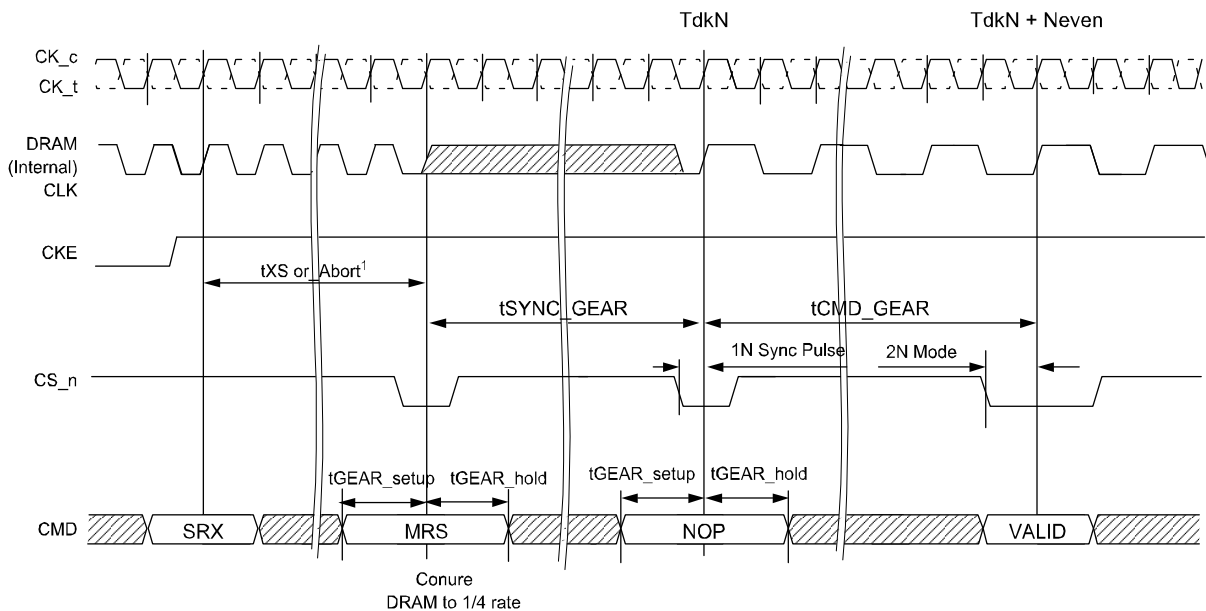 TdkN TdkN + Neven
CK_c
CK_t
DRAM
(Internal)
CLK
CKE
tXS or_Abort1
tSYNC_GEAR tCMD_GEAR
1N Sync Pulse 2N Mode
CS_n
tGEAR_setup tGEAR_hold tGEAR_setup tGEAR_hold
CMD SRX MRS NOP VALID
Conure
DRAM to 1/4 rate